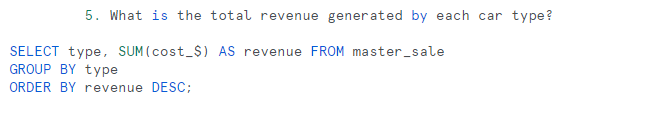 5. What is the total revenue generated by each car type?
SELECT type, SUM(cost_$) AS revenue FROM master_sale
GROUP BY type
ORDER BY revenue DESC;